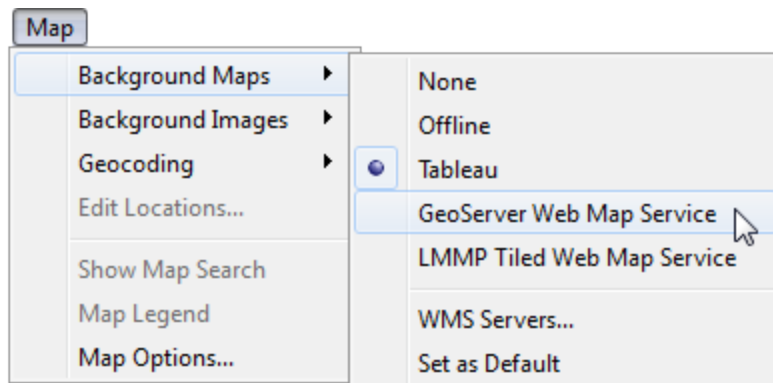 Map
Background Maps
Background Images
Geocoding
Edit Locations...
Show Map Search
Map Legend
Map Options...
None
Offline
Tableau
GeoServer Web Map Service
LMMP Tiled Web Map Service
WMS Servers...
Set as Default